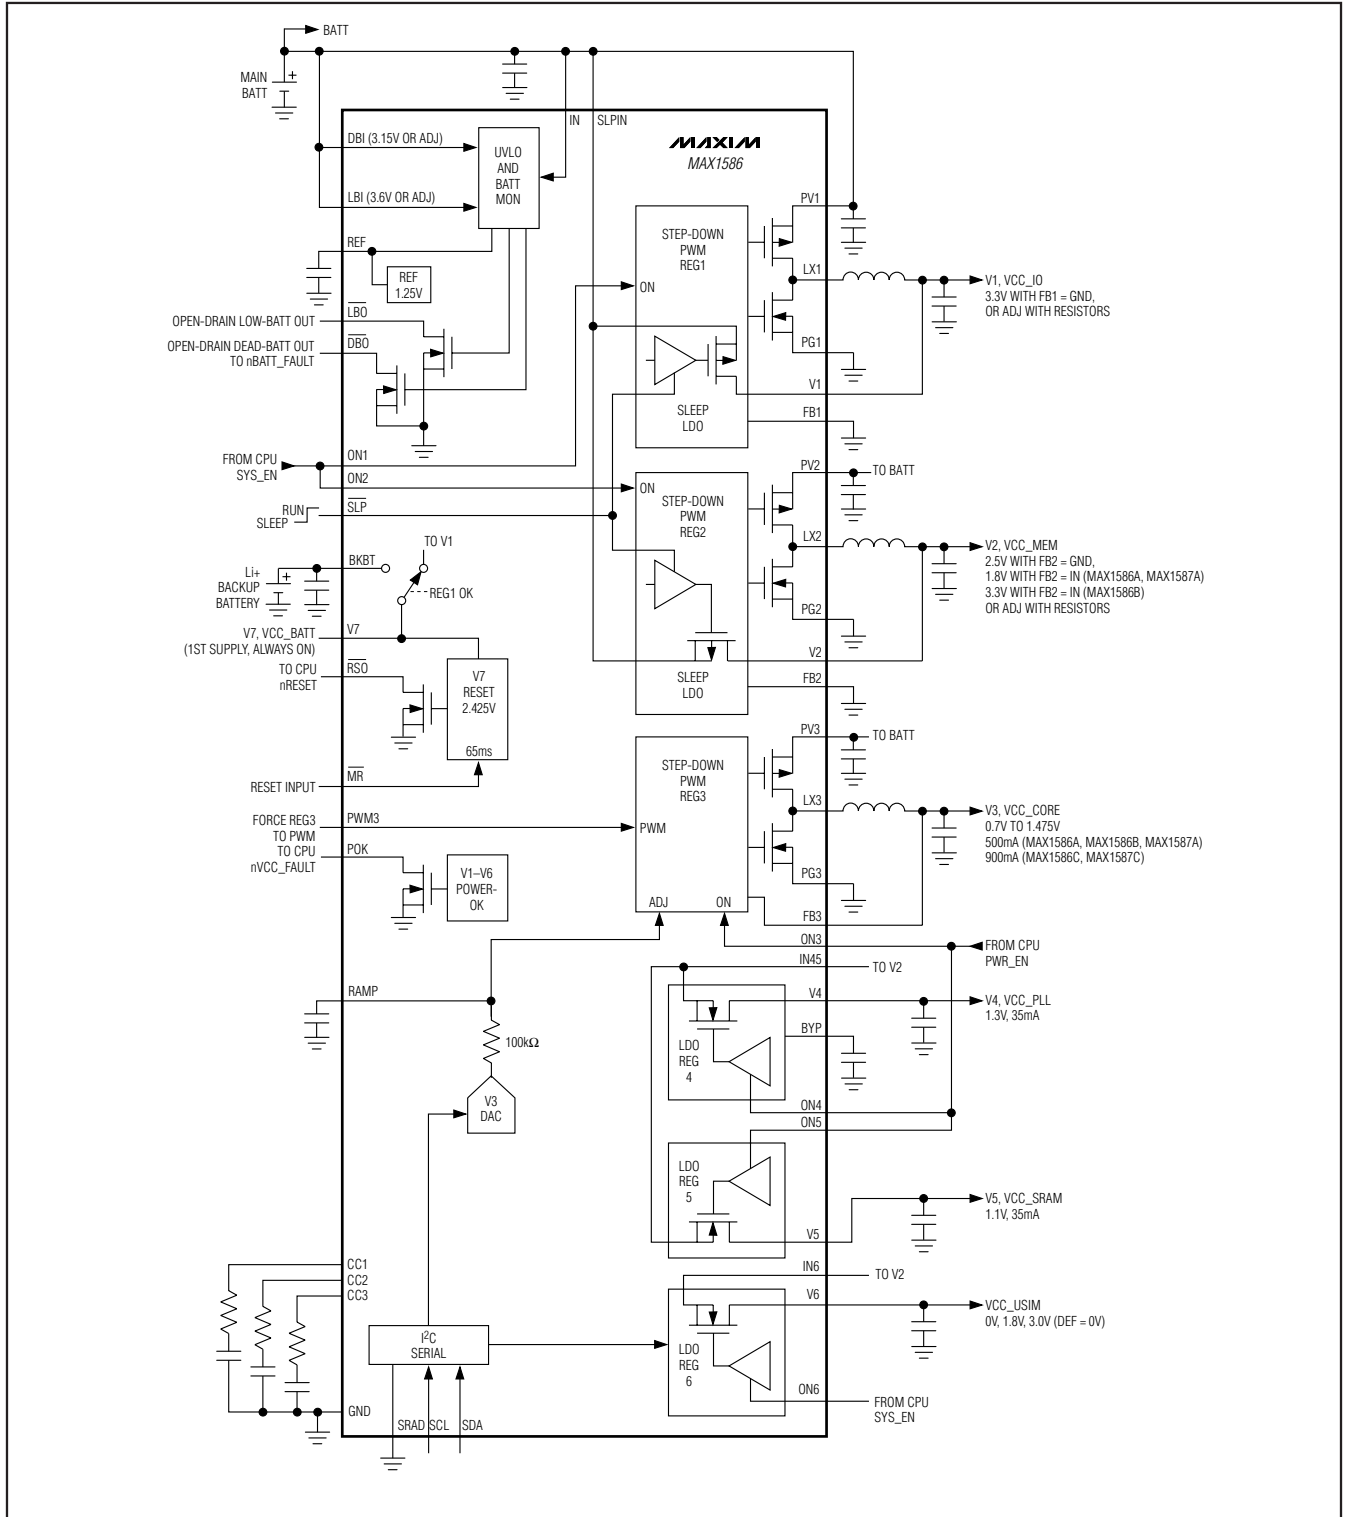 BATT
MAIN
BATT
IN
SLPIN
MAXIM
MAX1586
DBI (3.15V OR ADJ)
UVLO
AND
BATT
MON
LBI (3.6V OR ADJ)
REF
REF
1.25V
LBO
OPEN-DRAIN LOW-BATT OUT
OPEN-DRAIN DEAD-BATT OUT
TO nBATT_FAULT
DBO
PV1
STEP-DOWN
PWM
REG1
ON
LX1
V1, VCC_IO
3.3V WITH FB1 = GND,
OR ADJ WITH RESISTORS
PG1
V1
SLEEP
LDO
FB1
FROM CPU
SYS_EN
ON1
ON2
RUN
SLEEP
SLP
PV2
TO BATT
ON
STEP-DOWN
PWM
REG2
LX2
V2, VCC_MEM
2.5V WITH FB2 = GND,
1.8V WITH FB2 = IN (MAX1586A, MAX1587A)
3.3V WITH FB2 = IN (MAX1586B)
OR ADJ WITH RESISTORS
PG2
V2
SLEEP
LDO
FB2
TO V1
BKBT
Li+
BACKUP
BATTERY
REG1 OK
V7, VCC_BATT
(1ST SUPPLY, ALWAYS ON)
V7
TO CPU
nRESET
RSO
V7
RESET
2.425V
65ms
MR
RESET INPUT
PV3
TO BATT
STEP-DOWN
PWM
REG3
PWM
ADJ
ON
LX3
V3, VCC_CORE
0.7V TO 1.475V
500mA (MAX1586A, MAX1586B, MAX1587A)
900mA (MAX1586C, MAX1587C)
PG3
FB3
FORCE REG3
TO PWM
PWM3
TO CPU
nVCC_FAULT
POK
V1–V6
POWER-
OK
ON3
FROM CPU
PWR_EN
IN45
TO V2
RAMP
100kΩ
V3
DAC
V4
V4, VCC_PLL
1.3V, 35mA
BYP
LDO
REG
4
ON4
ON5
LDO
REG
5
V5, VCC_SRAM
1.1V, 35mA
V5
CC1
CC2
CC3
IN6
TO V2
V6
VCC_USIM
0V, 1.8V, 3.0V (DEF = 0V)
I2C
SERIAL
LDO
REG
6
ON6
FROM CPU
SYS_EN
GND
SRAD
SCL
SDA